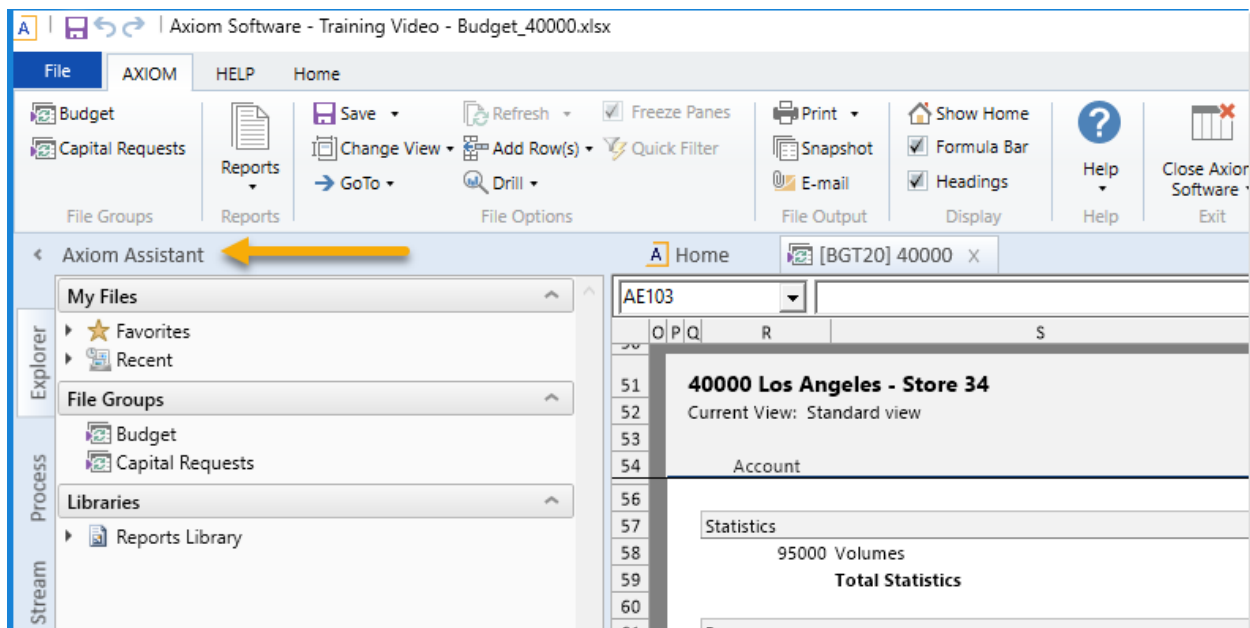 A Axiom Software - Training Video - Budget_40000.xlsx
File AXIOM HELP Home
Budget
Capital Requests
File Groups
Reports
Reports
Save Refresh Freeze Panes
Change View Add Row(s) Quick Filter
GoTo Drill
File Options
Print
Snapshot
E-mail
File Output
Show Home
Formula Bar
Headings
Display
? Help
Help
Close Axiom
Software
Exit
Axiom Assistant
A Home [BGT20] 40000 X
My Files
Favorites
Recent
File Groups
Budget
Capital Requests
Libraries
Reports Library
Explorer
Process
Stream
AE103
O P Q R S
51 40000 Los Angeles - Store 34
52 Current View: Standard view
53
54 Account
56
57 Statistics
58 95000 Volumes
59 Total Statistics
60